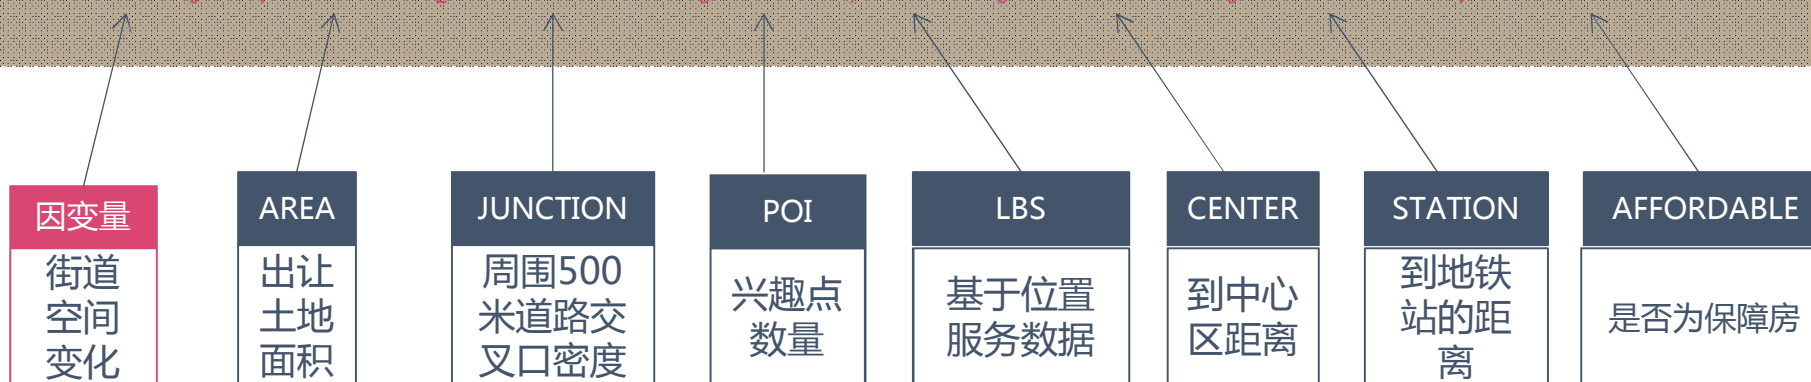 因变量
街道
空间
变化
AREA
出让
土地
面积
JUNCTION
周围500
米道路交
叉口密度
POI
兴趣点
数量
LBS
基于位置
服务数据
CENTER
到中心
区距离
STATION
到地铁
站的距
离
AFFORDABLE
是否为保障房